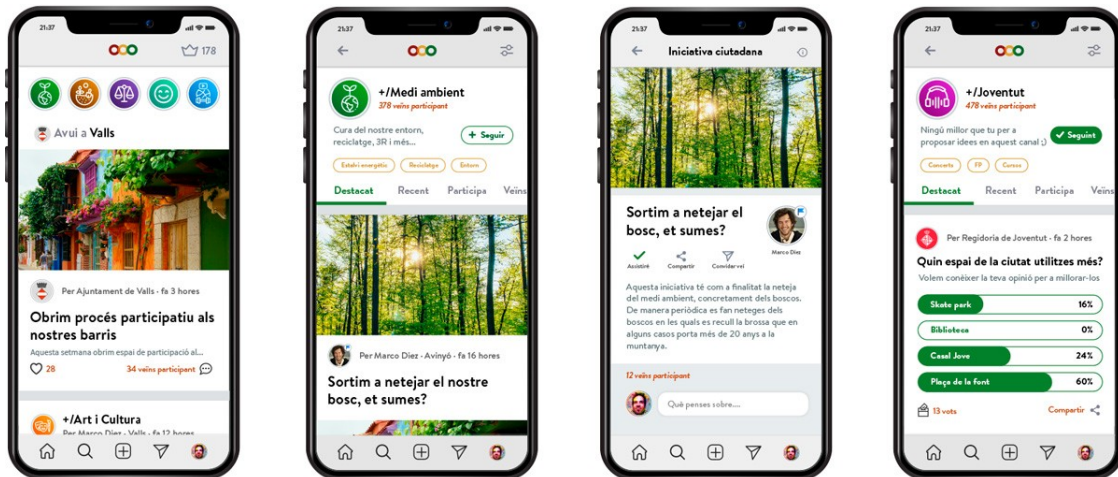 21:37
178
Avui a Valls
Per Ajuntament de Valls - fa 3 hores
Obrim procés participatiu als
nostres barris
Aquesta setmana obrim espai de participació al...
28
34 veïns participant
+/Art i Cultura
Per Marco Diez - Valls - fa 12 hores
21:37
+/Medi ambient
378 veïns participant
Cura del nostre entorn,
reciclatge, 3R i més...
+ Seguir
Estalvi energétic
Reciclatge
Entorn
Destacat
Recent
Participa
Veïns
Per Marco Diez - Avinyó - fa 16 hores
Sortim a netejar el nostre
bosc, et sumes?
21:37
Iniciativa ciutadana
Sortim a netejar el
bosc, et sumes?
Marco Diez
Assistiré
Compartir
Convidar veí
Aquesta iniciativa té com a finalitat la neteja
del medi ambient, concretament dels boscos.
De manera periódica es fan neteges dels
boscos en les quals es recull la brossa que en
alguns casos porta més de 20 anys a la
muntanya.
12 veïns participant
Qué penses sobre....
21:37
+/Joventut
478 veïns participant
Ningú millor que tu per a
proposar idees en aquest canal ;)
Seguint
Concerts
FP
Cursos
Destacat
Recent
Participa
Veïns
Per Regidoria de Joventut - fa 2 hores
Quin espai de la ciutat utilitzes més?
Volem conèixer la teva opinió per a millorar-los
Skate park 16%
Biblioteca 0%
Casal Jove 24%
Plaça de la font 60%
13 vots
Compartir